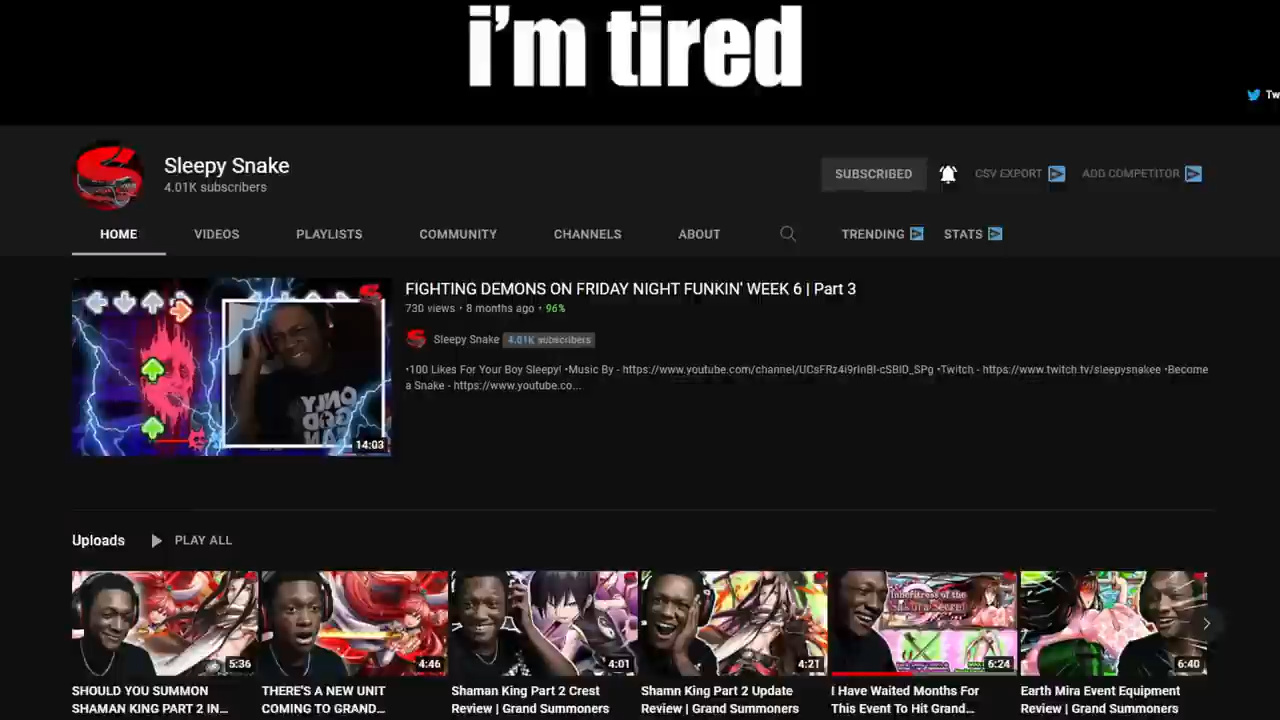 i'm tired
Tw
Sleepy Snake
4.01K subscribers
SUBSCRIBED
CSV EXPORT
ADD COMPETITOR
HOME
VIDEOS
PLAYLISTS
COMMUNITY
CHANNELS
ABOUT
TRENDING
STATS
FIGHTING DEMONS ON FRIDAY NIGHT FUNKIN' WEEK 6 | Part 3
730 views • 8 months ago • 96%
Sleepy Snake 4.01K subscribers
•100 Likes For Your Boy Sleepy! •Music By - https://www.youtube.com/channel/ •Twitch - https://www.twitch.tv/sleepysnakee •Become
a Snake - https://www.youtube.co...
ONLY
GOD
14:03
Uploads
PLAY ALL
Inheritress of the
5:36
4:46
4:01
4:21
6:24
6:40
SHOULD YOU SUMMON
SHAMAN KING PART 2 IN...
THERE'S A NEW UNIT
COMING TO GRAND...
Shaman King Part 2 Crest
Review | Grand Summoners
Shamn King Part 2 Update
Review | Grand Summoners
I Have Waited Months For
This Event To Hit Grand...
Earth Mira Event Equipment
Review | Grand Summoners